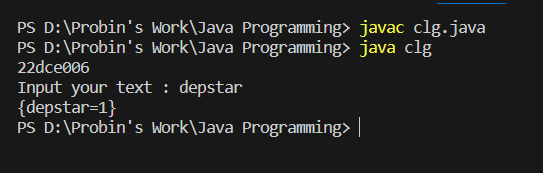 PS D:\Probin's Work\Java Programming> javac clg.java
PS D:\Probin's Work\Java Programming> java clg
22dce006
Input your text : depstar
{depstar=1}
PS D:\Probin's Work\Java Programming>